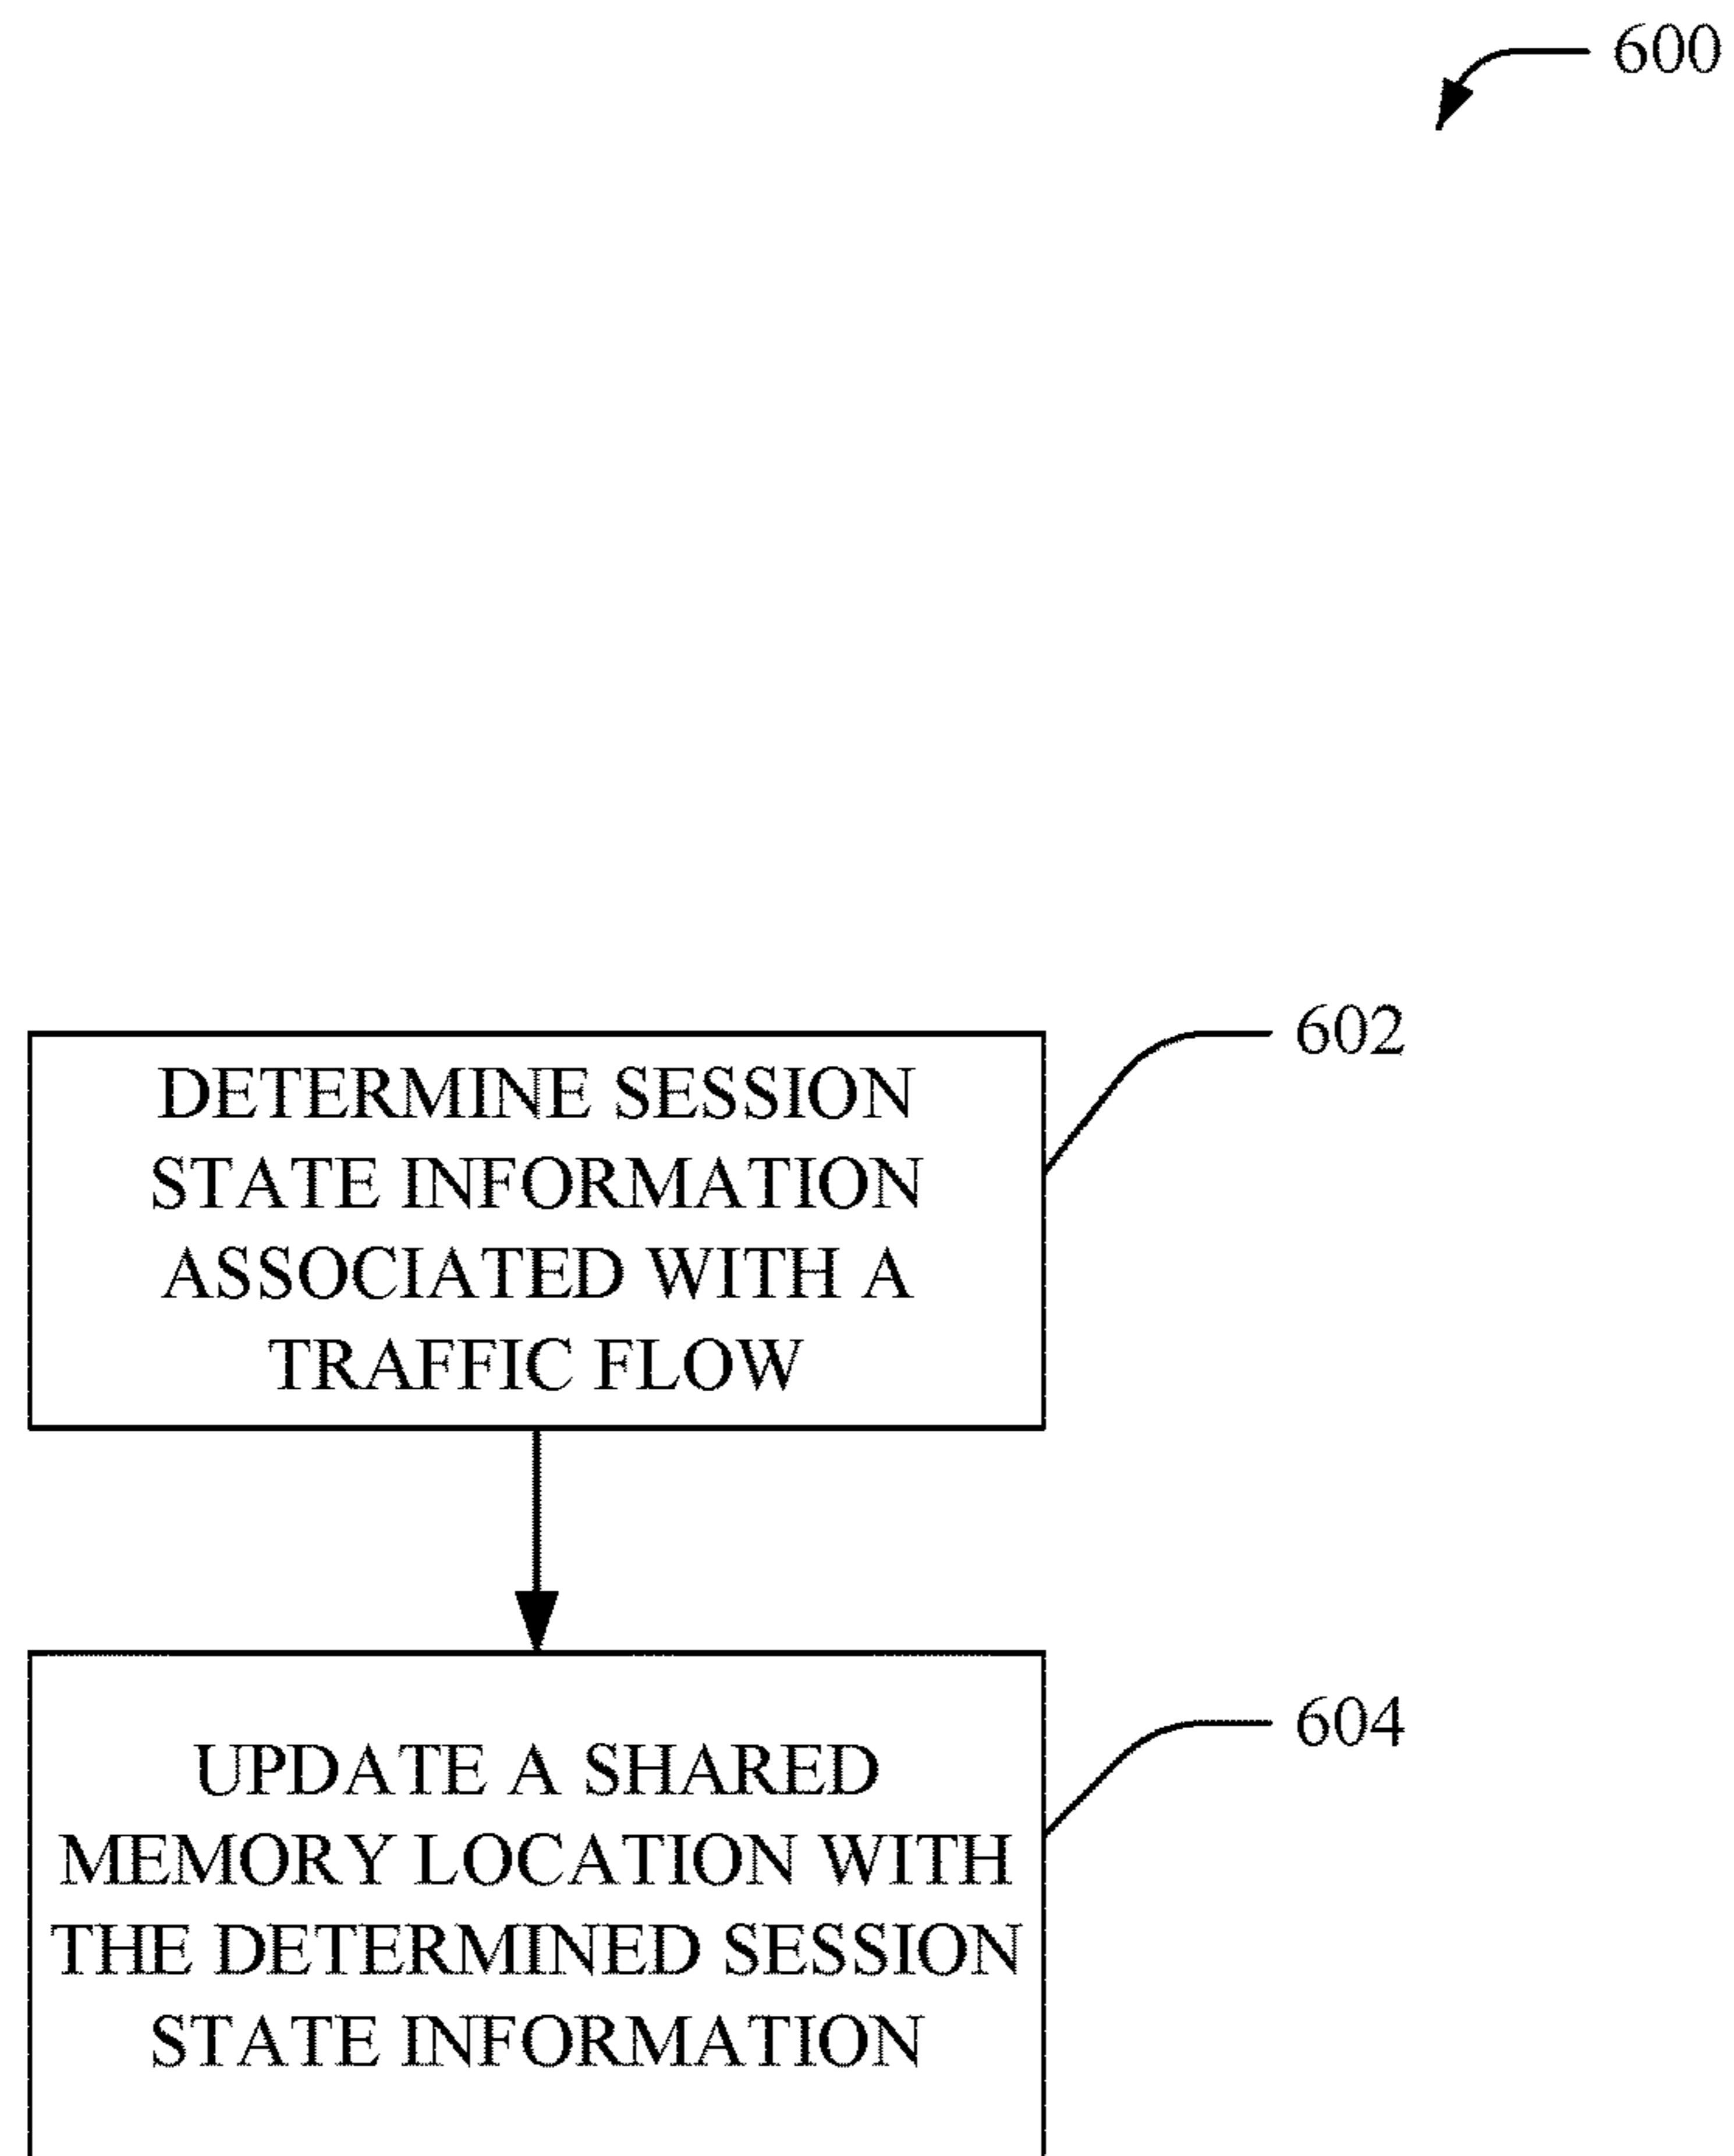 600
602
DETERMINE SESSION
STATE INFORMATION
ASSOCIATED WITH A
TRAFFIC FLOW
604
UPDATE A SHARED
MEMORY LOCATION WITH
THE DETERMINED SESSION
STATE INFORMATION